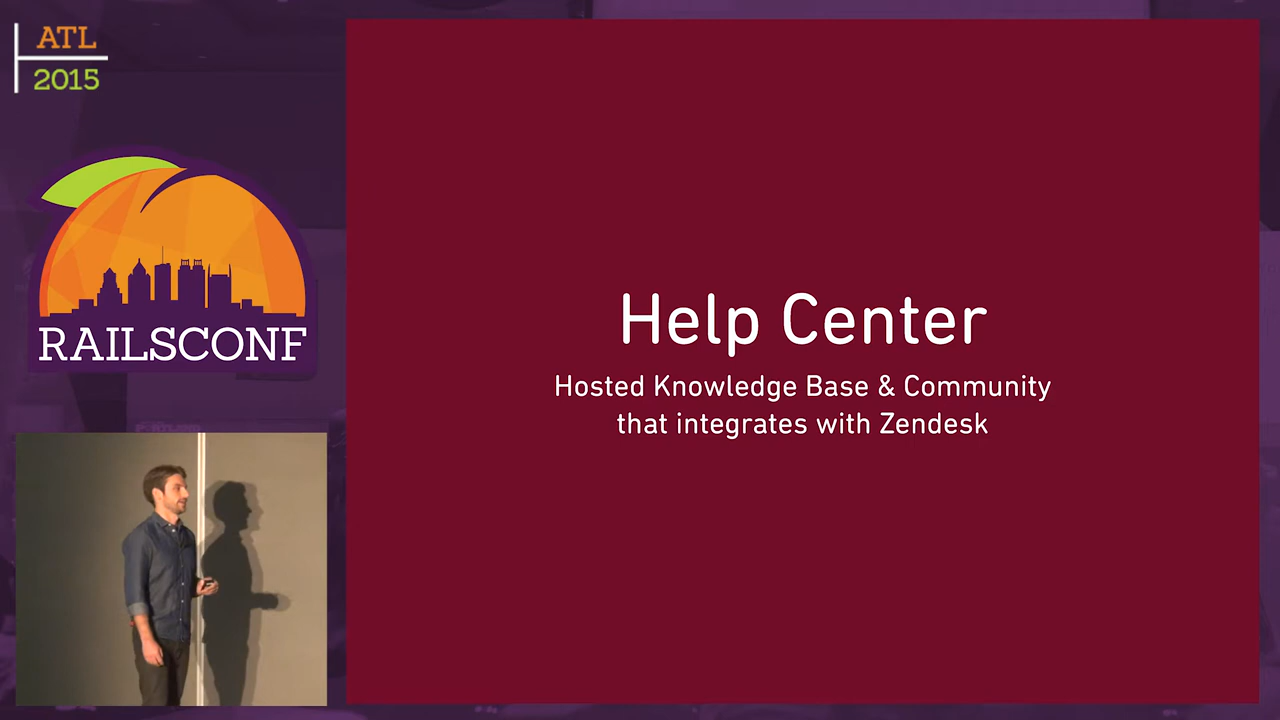 ATL
2015
RAILSCONF
Help Center
Hosted Knowledge Base & Community
that integrates with Zendesk